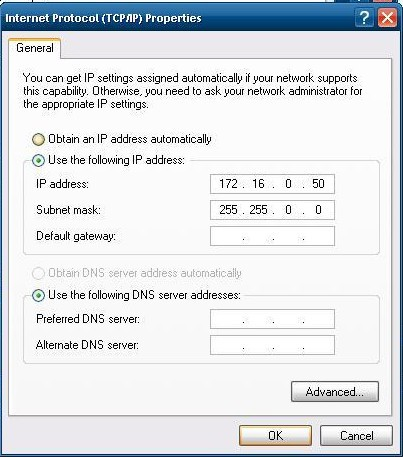 Internet Protocol (TCP/IP) Properties
General
You can get IP settings assigned automatically if your network supports
this capability. Otherwise, you need to ask your network administrator for
the appropriate IP settings.
Obtain an IP address automatically
Use the following IP address:
IP address: 172 . 16 . 0 . 50
Subnet mask: 255 . 255 . 0 . 0
Default gateway: . . .
Obtain DNS server address automatically
Use the following DNS server addresses:
Preferred DNS server: . . .
Alternate DNS server: . . .
Advanced...
OK Cancel